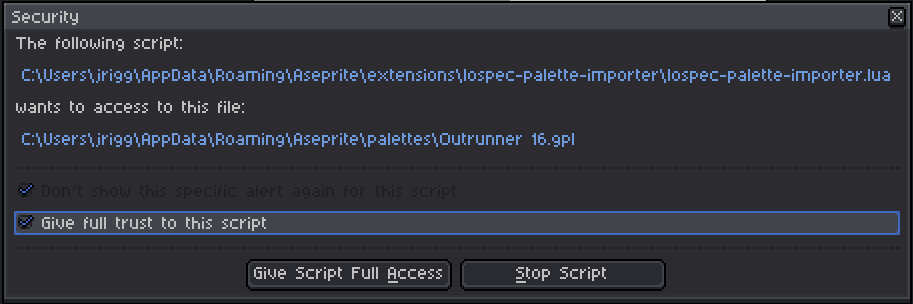 Security
The following script:
C:\Users\jrigg\AppData\Roaming\Aseprite\extensions\lospec-palette-importer\lospec-palette-importer.lua
wants to access to this file:
C:\Users\jrigg\AppData\Roaming\Aseprite\palettes\Outrunner 16.gpl
Don't show this specific alert again for this script
Give full trust to this script
Give Script Full Access
Stop Script